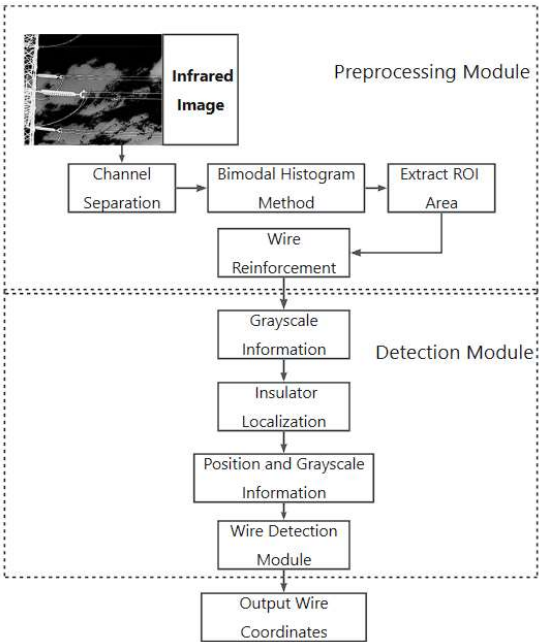 Infrared
Image
Preprocessing Module
Channel
Separation
Bimodal Histogram
Method
Extract ROI
Area
Wire
Reinforcement
Grayscale
Information
Detection Module
Insulator
Localization
Position and Grayscale
Information
Wire Detection
Module
Output Wire
Coordinates